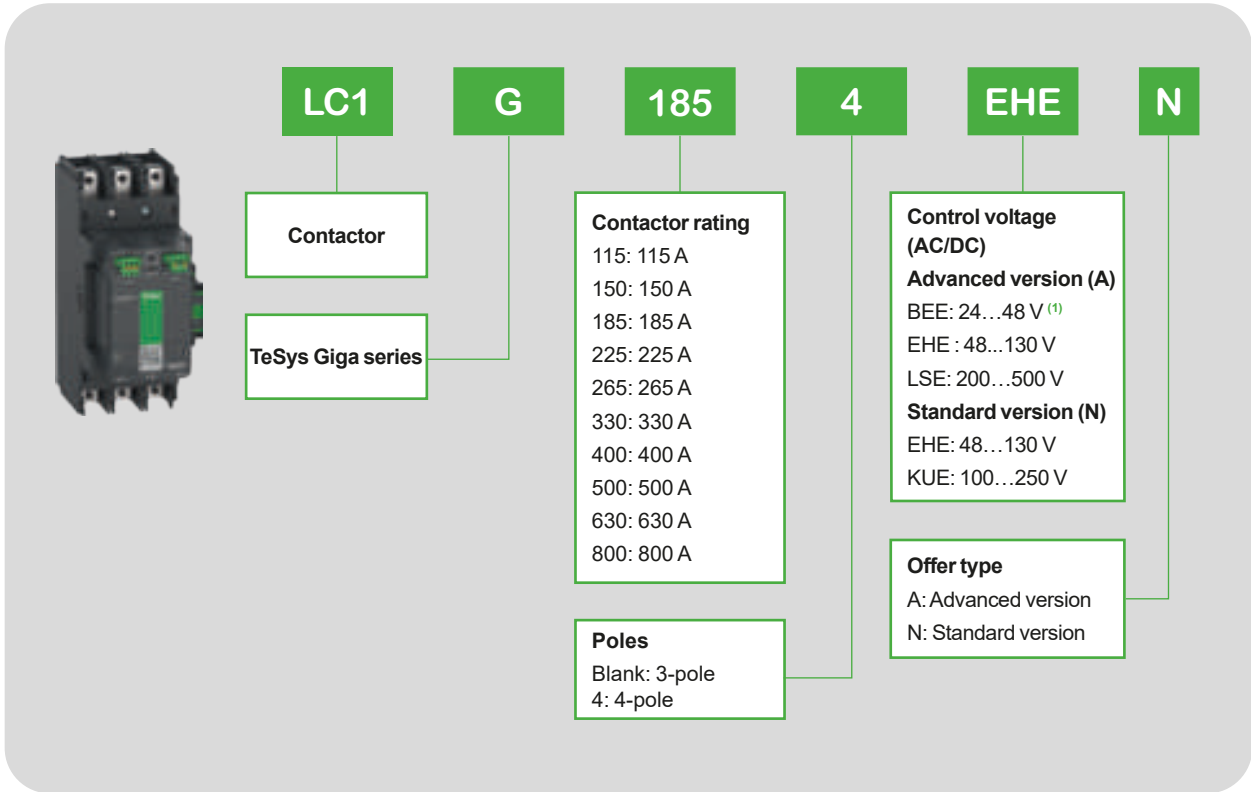 LC1 G 185 4 EHE N
Contactor
TeSys Giga series
Contactor rating
115: 115 A
150: 150 A
185: 185 A
225: 225 A
265: 265 A
330: 330 A
400: 400 A
500: 500 A
630: 630 A
800: 800 A
Poles
Blank: 3-pole
4: 4-pole
Control voltage
(AC/DC)
Advanced version (A)
BEE: 24…48 V (1)
EHE : 48...130 V
LSE: 200…500 V
Standard version (N)
EHE: 48…130 V
KUE: 100…250 V
Offer type
A: Advanced version
N: Standard version